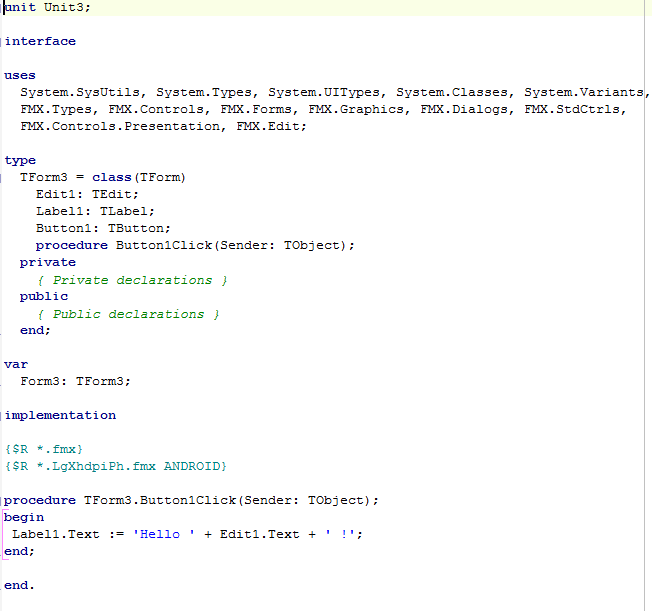 unit Unit3;
interface
uses
System.SysUtils, System.Types, System.UITypes, System.Classes, System.Variants,
FMX.Types, FMX.Controls, FMX.Forms, FMX.Graphics, FMX.Dialogs, FMX.StdCtrls,
FMX.Controls.Presentation, FMX.Edit;
type
TForm3 = class(TForm)
Edit1: TEdit;
Label1: TLabel;
Button1: TButton;
procedure Button1Click(Sender: TObject);
private
{ Private declarations }
public
{ Public declarations }
end;
var
Form3: TForm3;
implementation
{$R *.fmx}
{$R *.LgXhdpiPh.fmx ANDROID}
procedure TForm3.Button1Click(Sender: TObject);
begin
Label1.Text := 'Hello ' + Edit1.Text + ' !';
end;
end.